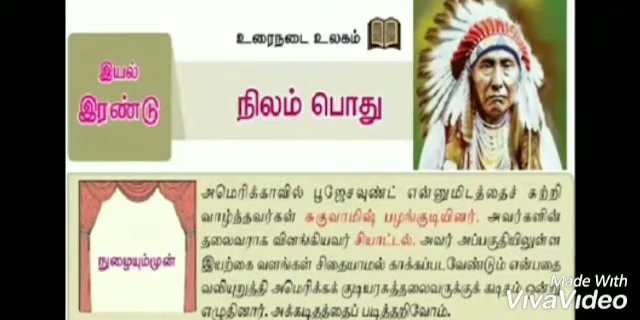 உரைநடை உலகம்
இயல்
இரண்டு
நிலம் பொது
அமெரிக்காவில் பூஜேசவுண்ட் என்னுமிடத்தைச் சுற்றி
வாழ்ந்தவர்கள் சுகுவாமிஷ் பழங்குடியினர். அவர்களின்
தலைவராக விளங்கியவர் சியாட்டல். அவர் அப்பகுதியிலுள்ள
நுழையும்முன்
இயற்கை வளங்கள் சிதையாமல் காக்கப்படவேண்டும் என்பதை
வலியுறுத்தி அமெரிக்கக் குடியரசுத்தலைவருக்குக் கடிதம் ஒன்று
எழுதினார். அக்கடிதத்தைப் படித்தறிவோம்.
Made With
VivaVideo